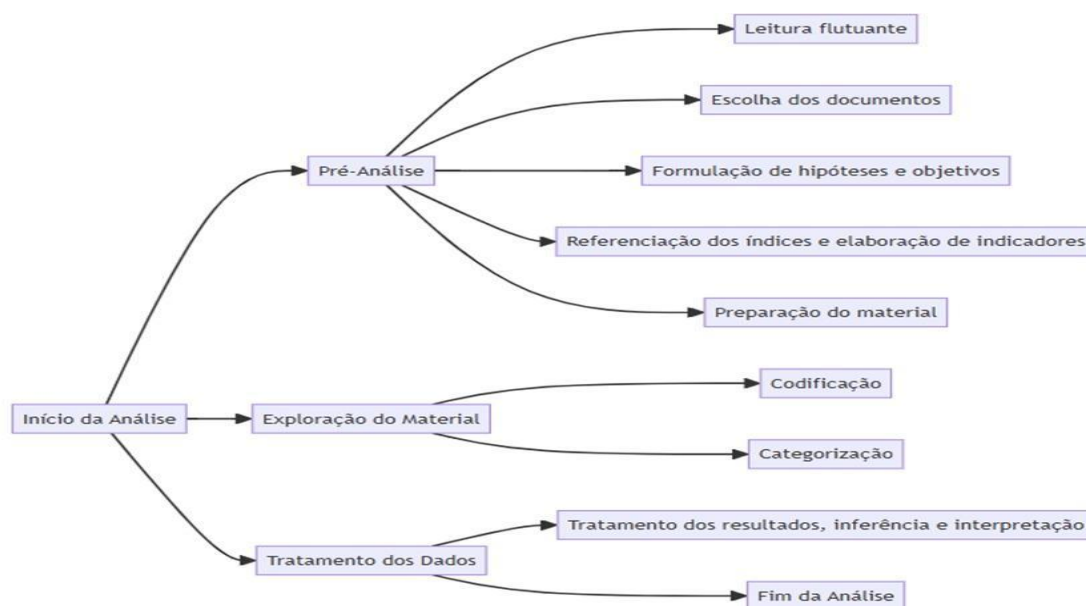 Leitura flutuante
Escolha dos documentos
Pré-Análise
Formulação de hipóteses e objetivos
Referenciação dos índices e elaboração de indicadores
Preparação do material
Codificação
Início da Análise
Exploração do Material
Categorização
Tratamento dos resultados, inferência e interpretação
Tratamento dos Dados
Fim da Análise